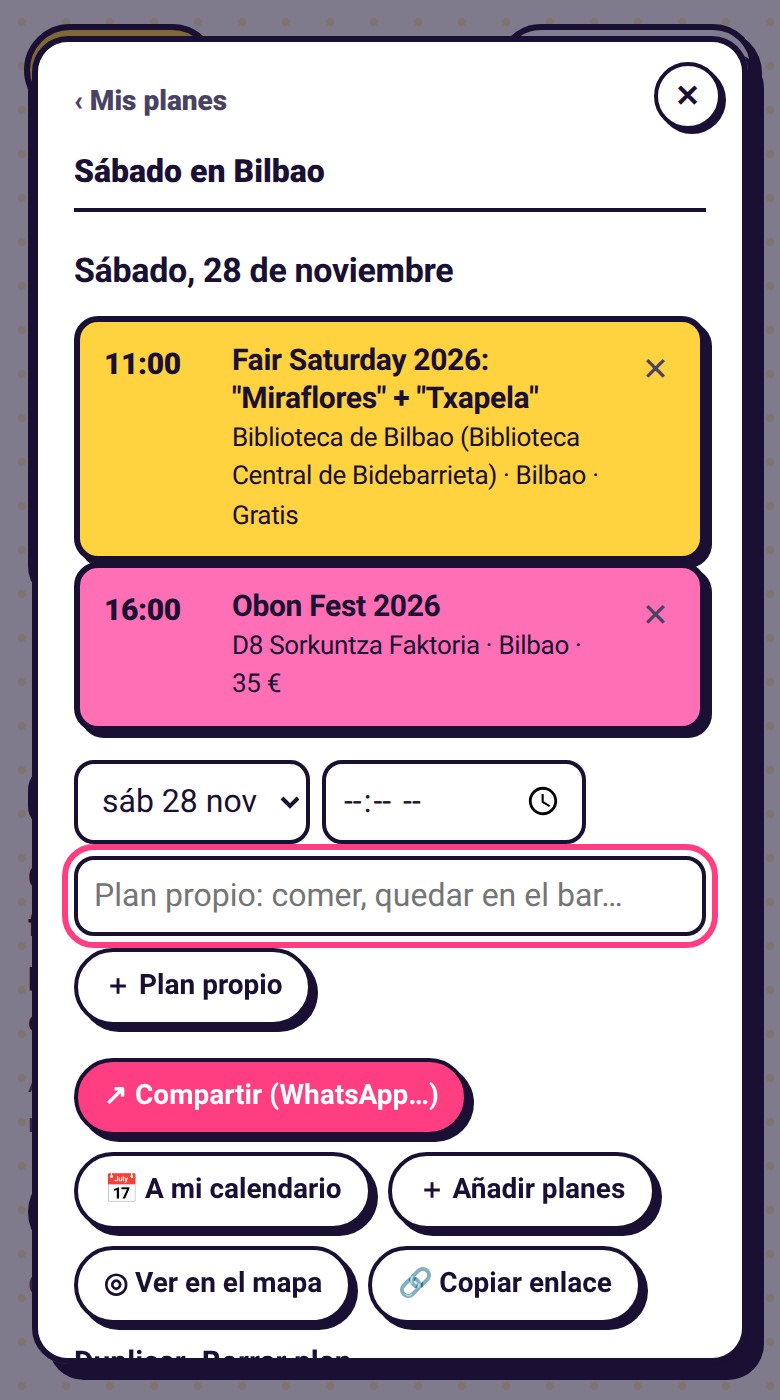 ‹ Mis planes
✕
Sábado en Bilbao
Sábado, 28 de noviembre
11:00
Fair Saturday 2026:
"Miraflores" + "Txapela"
Biblioteca de Bilbao (Biblioteca
Central de Bidebarrieta) · Bilbao ·
Gratis
✕
16:00
Obon Fest 2026
D8 Sorkuntza Faktoria · Bilbao ·
35 €
✕
sáb 28 nov
--:-- --
Plan propio: comer, quedar en el bar…
+ Plan propio
↗ Compartir (WhatsApp…)
📅 A mi calendario
+ Añadir planes
◎ Ver en el mapa
🔗 Copiar enlace
Duplicar Borrar plan